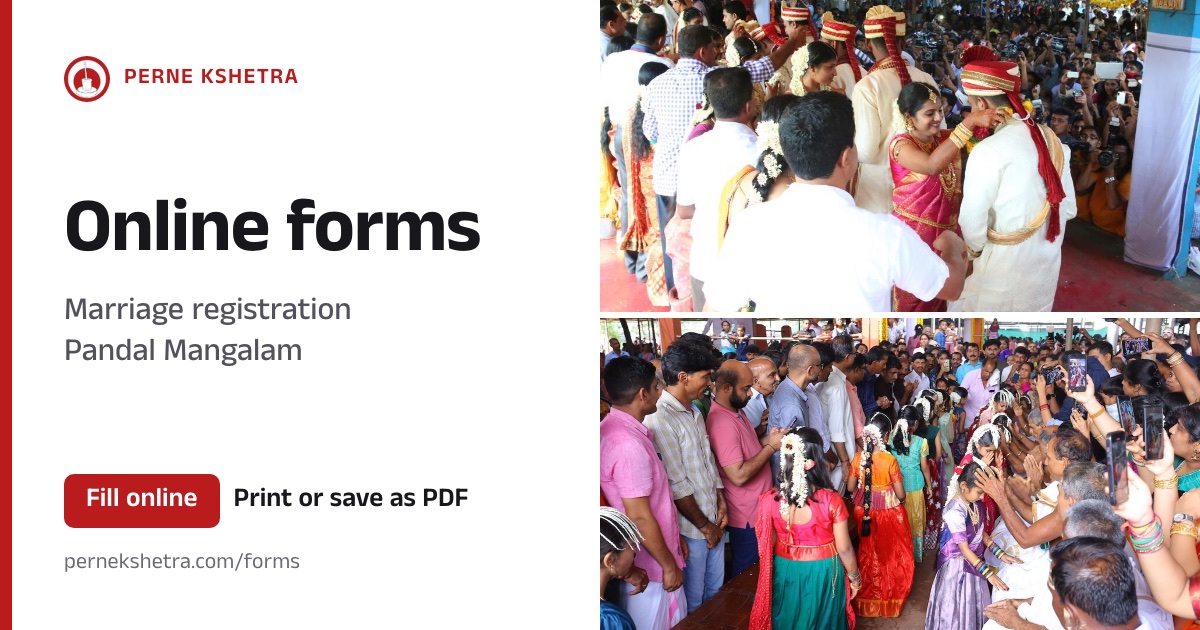 PERNE KSHETRA
Online forms
Marriage registration
Pandal Mangalam
Fill online
Print or save as PDF
pernekshetra.com/forms